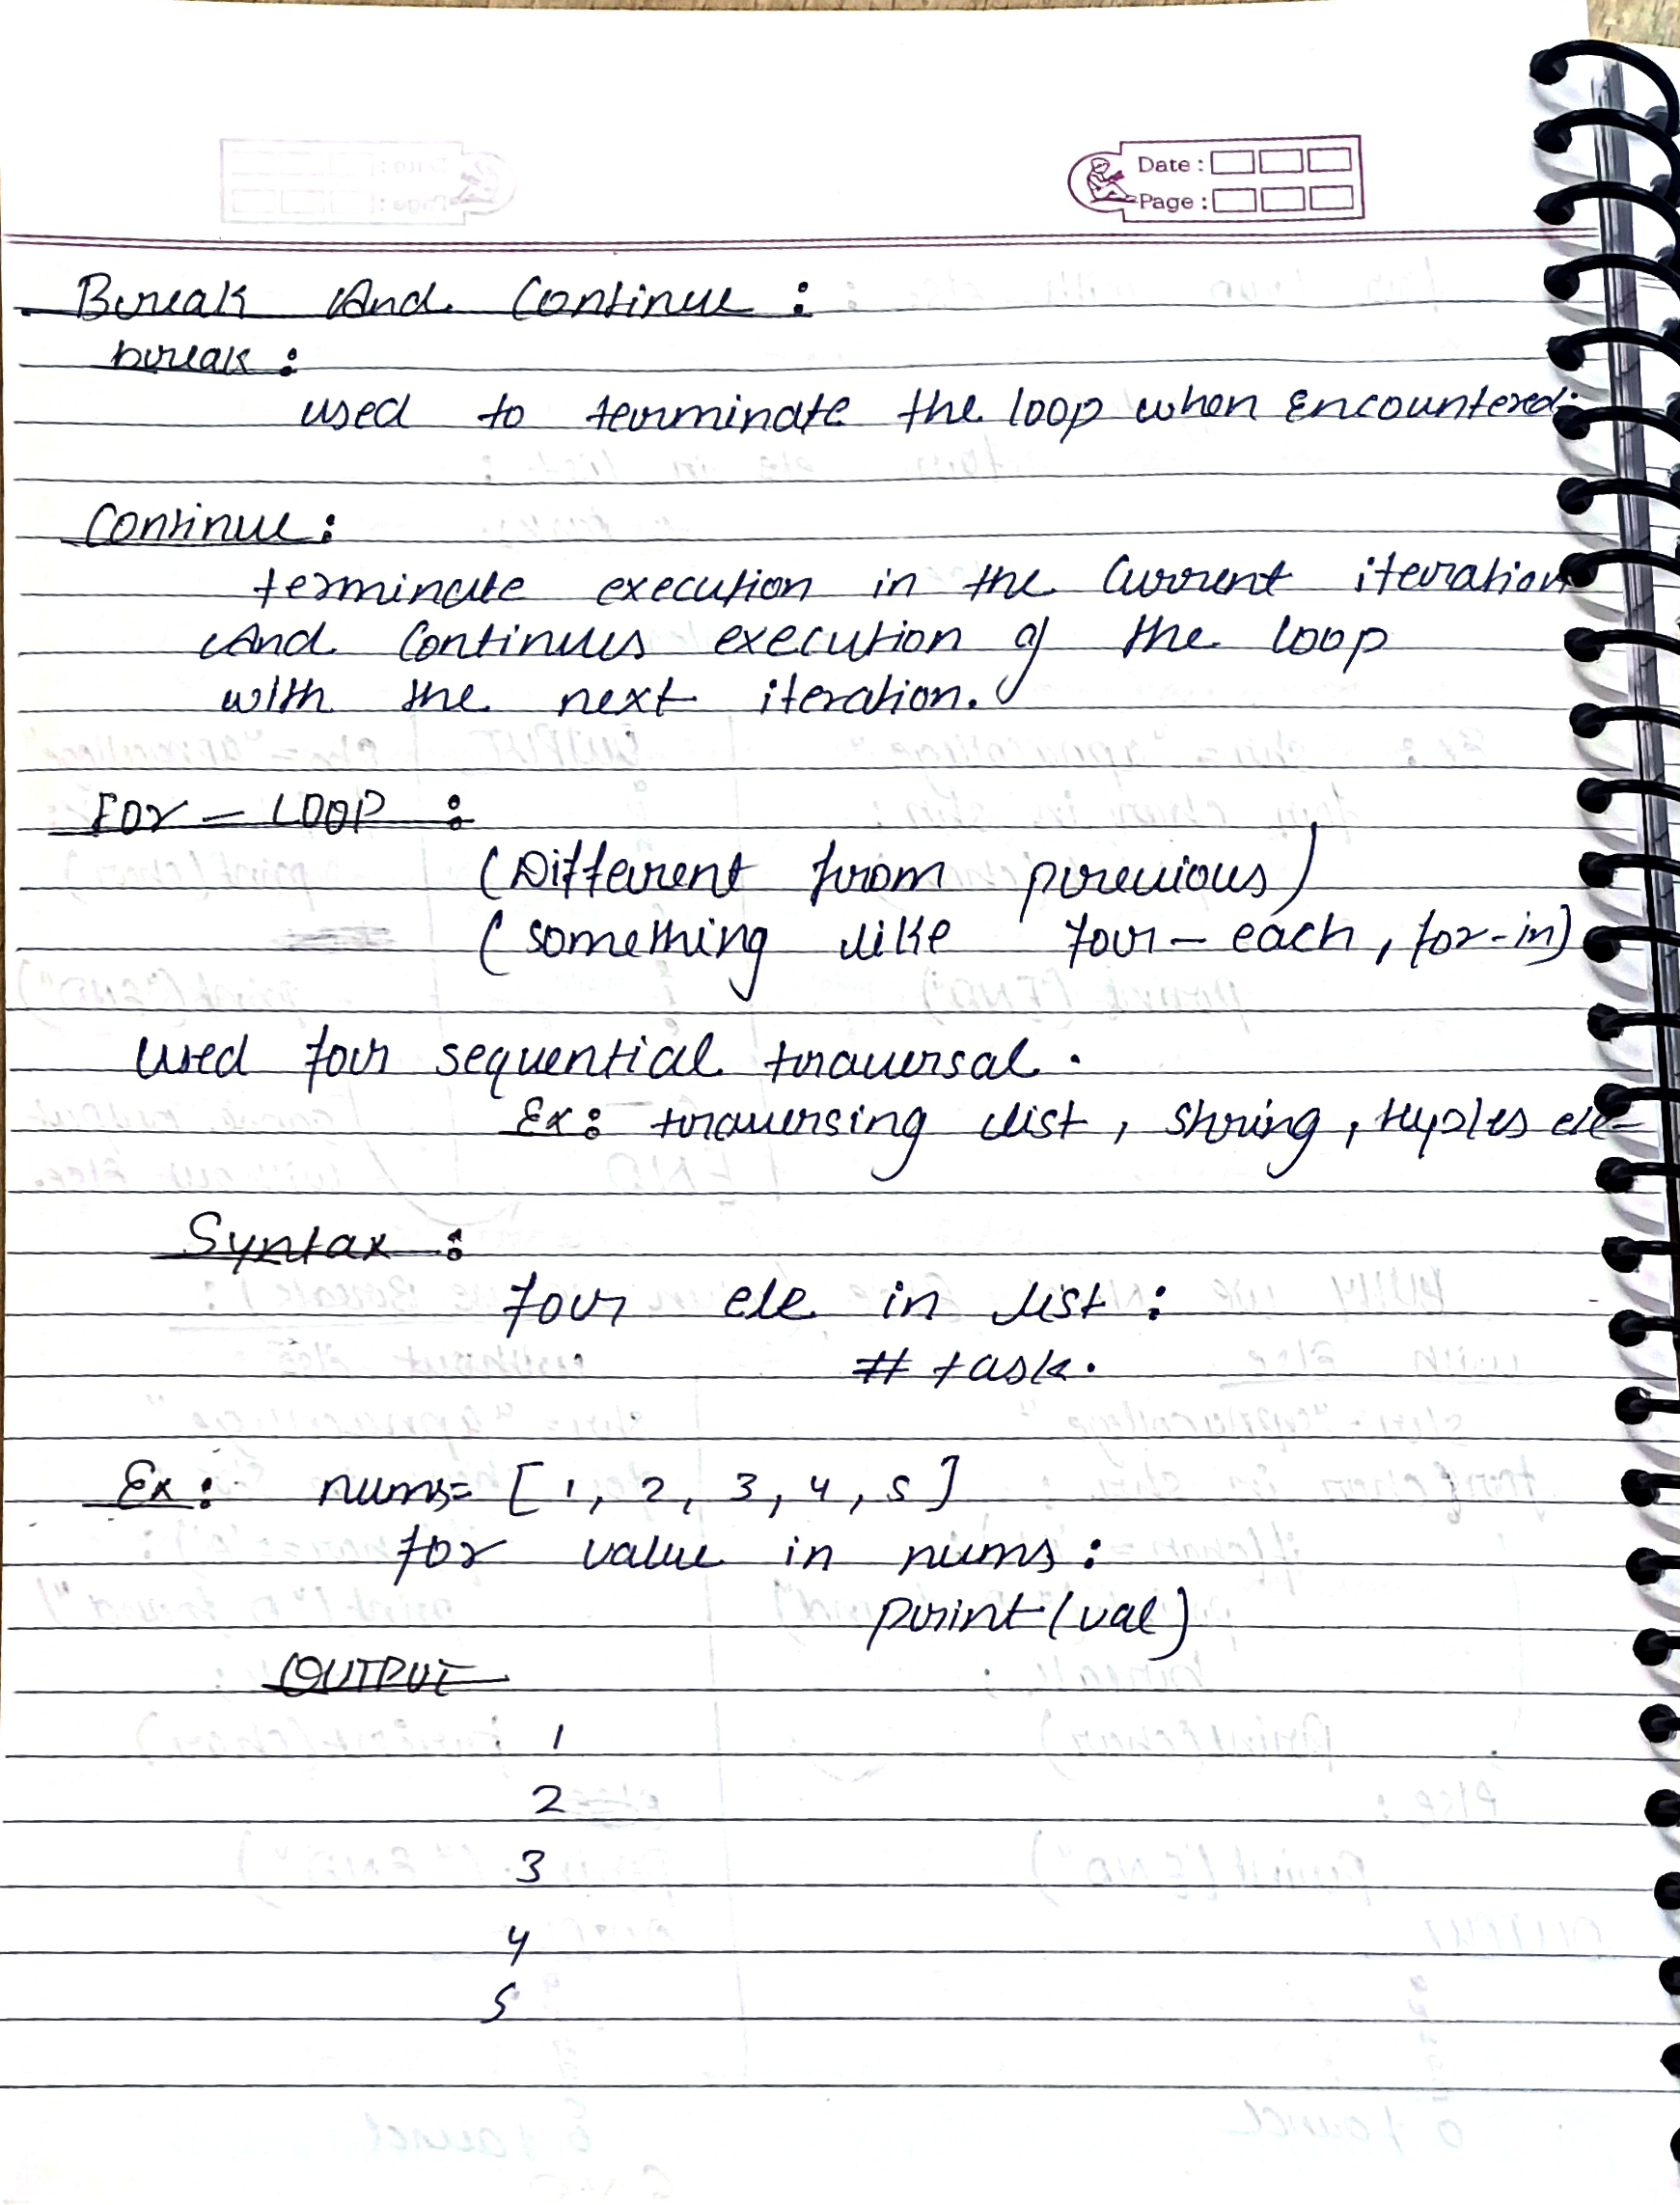 Date :
Page :
Break And Continue :
break :
used to terminate the loop when encountered.
Continue :
terminate execution in the current iteration
And continues execution of the loop
with the next iteration.
For - LOOP :
(Different from previous)
(something like for - each, for-in)
used for sequential traversal.
Ex : traversing list, string, tuples
Syntax :
for ele in list :
# task.
Ex : nums = [1, 2, 3, 4, 5]
for value in nums :
print(val)
OUTPUT
1
2
3
4
5